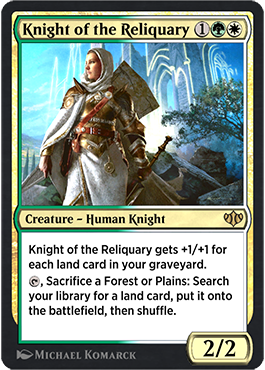 Knight of the Reliquary 1
Creature – Human Knight
Knight of the Reliquary gets +1/+1 for
each land card in your graveyard.
, Sacrifice a Forest or Plains: Search
your library for a land card, put it onto
the battlefield, then shuffle.
Michael Komarck
2/2